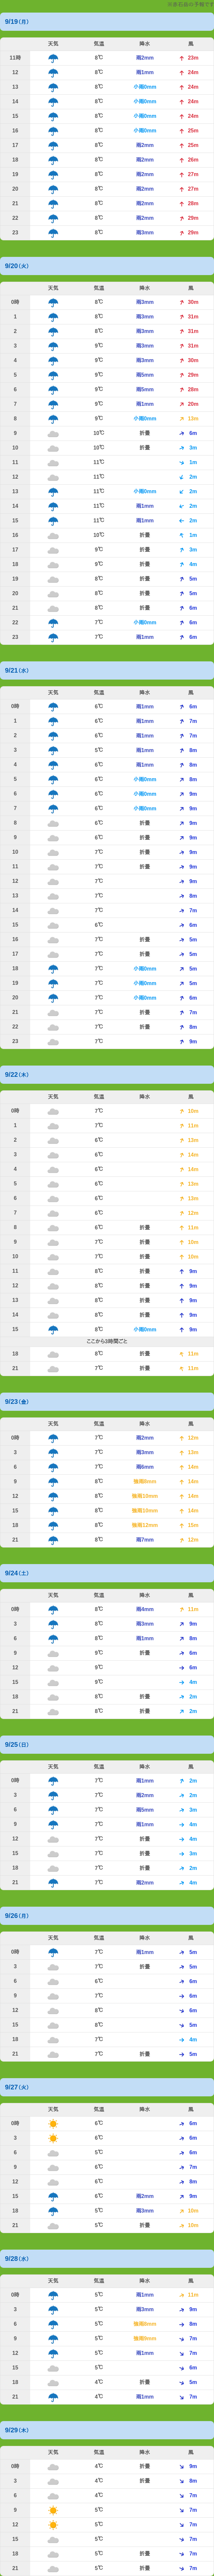 9/19(月)
天気 気温 降水 風
11時 8℃ 雨2mm 23m
12 8℃ 雨1mm 24m
13 8℃ 小雨0mm 24m
14 8℃ 小雨0mm 24m
15 8℃ 小雨0mm 24m
16 8℃ 小雨0mm 25m
17 8℃ 雨2mm 25m
18 8℃ 雨2mm 26m
19 8℃ 雨2mm 27m
20 8℃ 雨2mm 27m
21 8℃ 雨2mm 28m
22 8℃ 雨2mm 29m
23 8℃ 雨3mm 29m
9/20(火)
天気 気温 降水 風
0時 8℃ 雨3mm 30m
1 8℃ 雨3mm 31m
2 8℃ 雨3mm 31m
3 9℃ 雨3mm 31m
4 9℃ 雨3mm 30m
5 9℃ 雨5mm 29m
6 9℃ 雨5mm 28m
7 9℃ 雨1mm 20m
8 9℃ 小雨0mm 13m
9 10℃ 折畳 6m
10 10℃ 折畳 3m
11 11℃ 1m
12 11℃ 2m
13 11℃ 小雨0mm 2m
14 11℃ 雨1mm 2m
15 11℃ 雨1mm 2m
16 10℃ 折畳 1m
17 9℃ 折畳 3m
18 9℃ 折畳 4m
19 8℃ 折畳 5m
20 8℃ 折畳 5m
21 8℃ 折畳 6m
22 7℃ 小雨0mm 6m
23 7℃ 雨1mm 6m
9/21(水)
天気 気温 降水 風
0時 6℃ 雨1mm 6m
1 6℃ 雨1mm 7m
2 6℃ 雨1mm 7m
3 5℃ 雨1mm 8m
4 6℃ 雨1mm 8m
5 6℃ 小雨0mm 8m
6 6℃ 小雨0mm 9m
7 6℃ 小雨0mm 9m
8 6℃ 折畳 9m
9 6℃ 折畳 9m
10 7℃ 折畳 9m
11 7℃ 折畳 9m
12 7℃ 9m
13 7℃ 8m
14 7℃ 7m
15 6℃ 6m
16 7℃ 折畳 5m
17 7℃ 折畳 5m
18 7℃ 小雨0mm 5m
19 7℃ 小雨0mm 5m
20 7℃ 小雨0mm 6m
21 7℃ 折畳 7m
22 7℃ 折畳 8m
23 7℃ 9m
9/22(木)
天気 気温 降水 風
0時 7℃ 10m
1 7℃ 11m
2 6℃ 13m
3 6℃ 14m
4 6℃ 14m
5 6℃ 13m
6 6℃ 13m
7 6℃ 12m
8 6℃ 折畳 11m
9 7℃ 折畳 10m
10 7℃ 折畳 10m
11 8℃ 折畳 9m
12 8℃ 折畳 9m
13 8℃ 折畳 9m
14 8℃ 折畳 9m
15 8℃ 小雨0mm 9m
ここから3時間ごと
18 8℃ 折畳 11m
21 7℃ 折畳 11m
9/23(金)
天気 気温 降水 風
0時 7℃ 雨2mm 12m
3 7℃ 雨3mm 13m
6 7℃ 雨6mm 14m
9 8℃ 強雨8mm 14m
12 8℃ 強雨10mm 14m
15 8℃ 強雨10mm 14m
18 8℃ 強雨12mm 15m
21 8℃ 雨7mm 12m
9/24(土)
天気 気温 降水 風
0時 8℃ 雨4mm 11m
3 8℃ 雨3mm 9m
6 8℃ 雨1mm 8m
9 9℃ 折畳 6m
12 9℃ 6m
15 9℃ 4m
18 8℃ 折畳 2m
21 8℃ 折畳 2m
9/25(日)
天気 気温 降水 風
0時 7℃ 雨1mm 2m
3 7℃ 雨2mm 2m
6 7℃ 雨5mm 3m
9 7℃ 雨1mm 4m
12 7℃ 折畳 4m
15 7℃ 折畳 3m
18 7℃ 折畳 2m
21 7℃ 雨2mm 4m
9/26(月)
天気 気温 降水 風
0時 7℃ 雨1mm 5m
3 7℃ 折畳 5m
6 6℃ 6m
9 7℃ 6m
12 8℃ 6m
15 8℃ 5m
18 7℃ 4m
21 7℃ 折畳 5m
9/27(火)
天気 気温 降水 風
0時 6℃ 6m
3 6℃ 6m
6 5℃ 6m
9 6℃ 7m
12 6℃ 8m
15 6℃ 雨2mm 9m
18 5℃ 雨3mm 10m
21 5℃ 折畳 10m
9/28(水)
天気 気温 降水 風
0時 5℃ 雨1mm 11m
3 5℃ 雨3mm 9m
6 5℃ 強雨8mm 8m
9 5℃ 強雨9mm 7m
12 5℃ 雨1mm 7m
15 5℃ 6m
18 4℃ 折畳 5m
21 4℃ 雨1mm 7m
9/29(木)
天気 気温 降水 風
0時 4℃ 折畳 9m
3 4℃ 折畳 8m
6 4℃ 7m
9 5℃ 7m
12 5℃ 7m
15 5℃ 7m
18 5℃ 折畳 7m
21 5℃ 折畳 7m